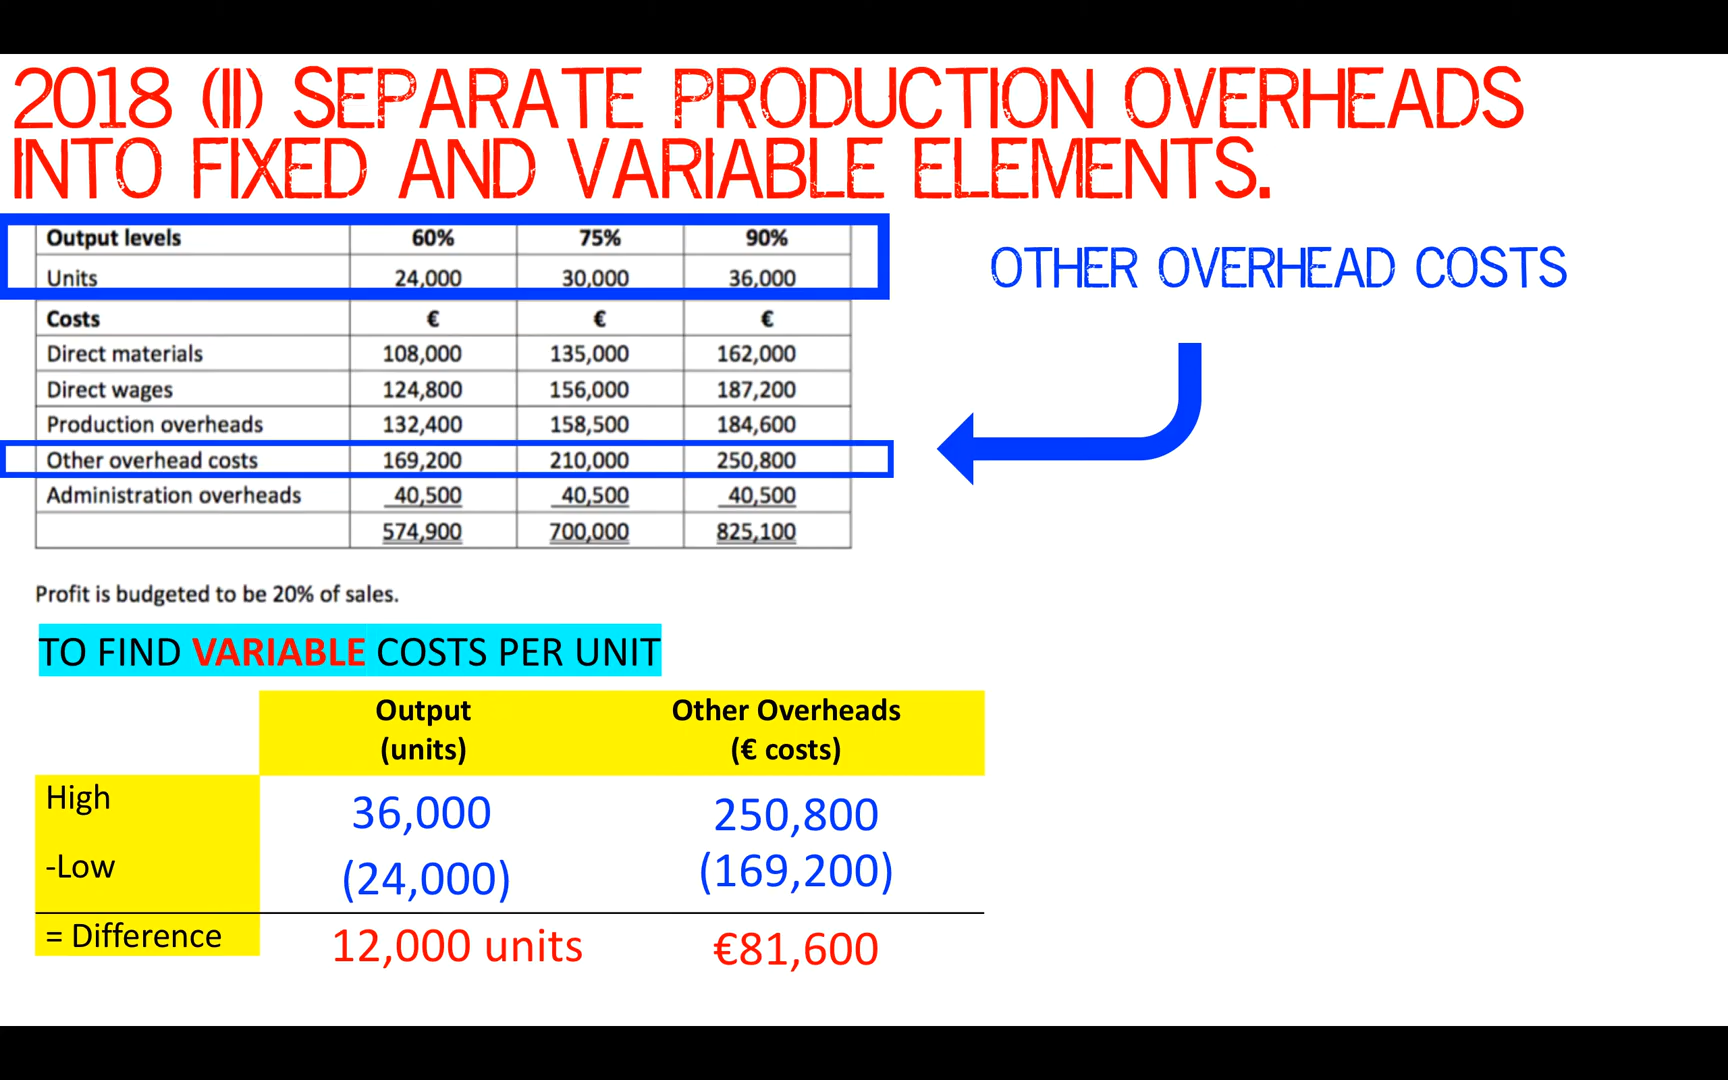 2018 (II) SEPARATE PRODUCTION OVERHEADS
INTO FIXED AND VARIABLE ELEMENTS.
Output levels 60% 75% 90%
Units 24,000 30,000 36,000
OTHER OVERHEAD COSTS
Costs € € €
Direct materials 108,000 135,000 162,000
Direct wages 124,800 156,000 187,200
Production overheads 132,400 158,500 184,600
Other overhead costs 169,200 210,000 250,800
Administration overheads 40,500 40,500 40,500
574,900 700,000 825,100
Profit is budgeted to be 20% of sales.
TO FIND VARIABLE COSTS PER UNIT
Output Other Overheads
(units) (€ costs)
High 36,000 250,800
-Low (24,000) (169,200)
= Difference 12,000 units €81,600